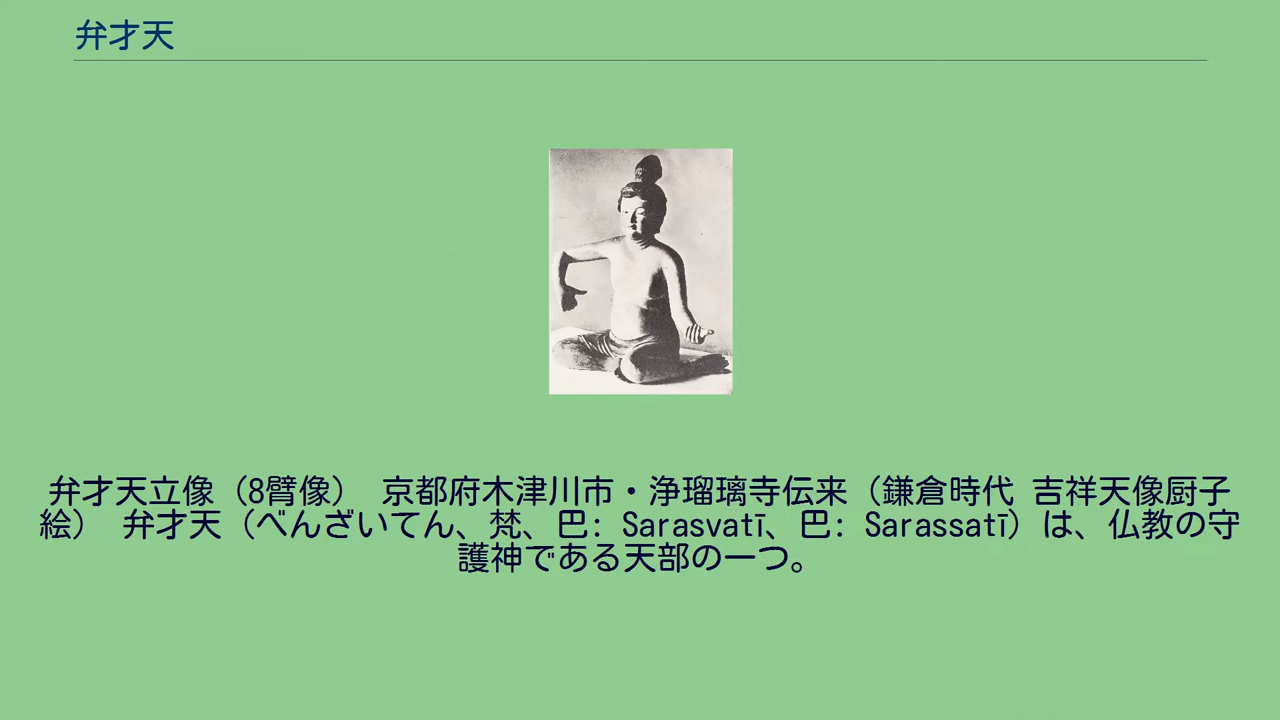 弁才天
弁才天立像（8臂像） 京都府木津川市・浄瑠璃寺伝来（鎌倉時代 吉祥天像厨子
絵） 弁才天（べんざいてん、梵、巴: Sarasvatī、巴: Sarassatī）は、仏教の守
護神である天部の一つ。